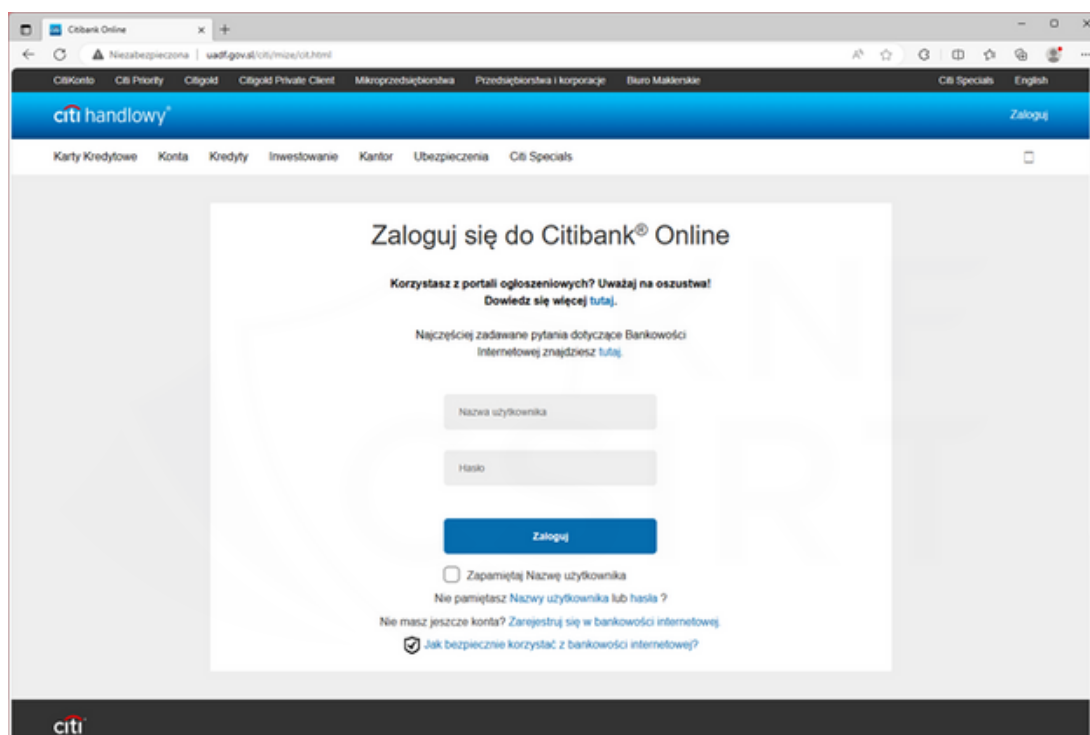 Citibank Online
Niezabezpieczona | uadf.gov.sl/citi/mize/cit.html
CitiKonto Citi Priority Citigold Citigold Private Client Mikroprzedsiębiorstwa Przedsiębiorstwa i korporacje Biuro Maklerskie Citi Specials English
citi handlowy® Zaloguj
Karty Kredytowe Konta Kredyty Inwestowanie Kantor Ubezpieczenia Citi Specials
Zaloguj się do Citibank® Online
Korzystasz z portali ogłoszeniowych? Uważaj na oszustwa!
Dowiedz się więcej tutaj.
Najczęściej zadawane pytania dotyczące Bankowości
Internetowej znajdziesz tutaj.
KNF
CSIRT
Nazwa użytkownika
Hasło
Zaloguj
Zapamiętaj Nazwę użytkownika
Nie pamiętasz Nazwy użytkownika lub hasła ?
Nie masz jeszcze konta? Zarejestruj się w bankowości internetowej.
Jak bezpiecznie korzystać z bankowości internetowej?
citi